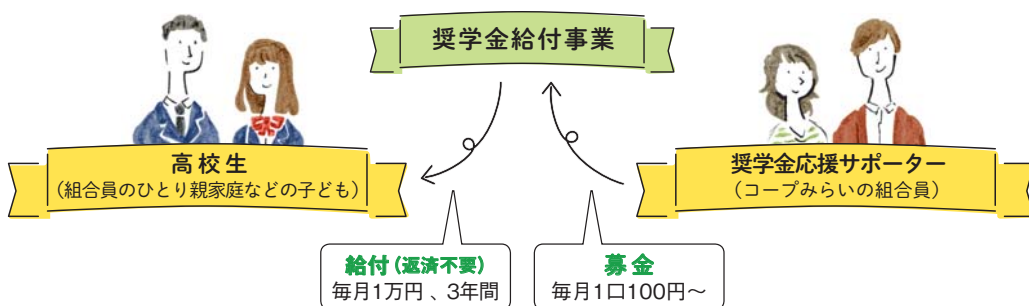 奨学金給付事業
高校生
(組合員のひとり親家庭などの子ども)
奨学金応援サポーター
(コープみらいの組合員)
給付(返済不要)
毎月1万円、3年間
募金
毎月1口100円〜